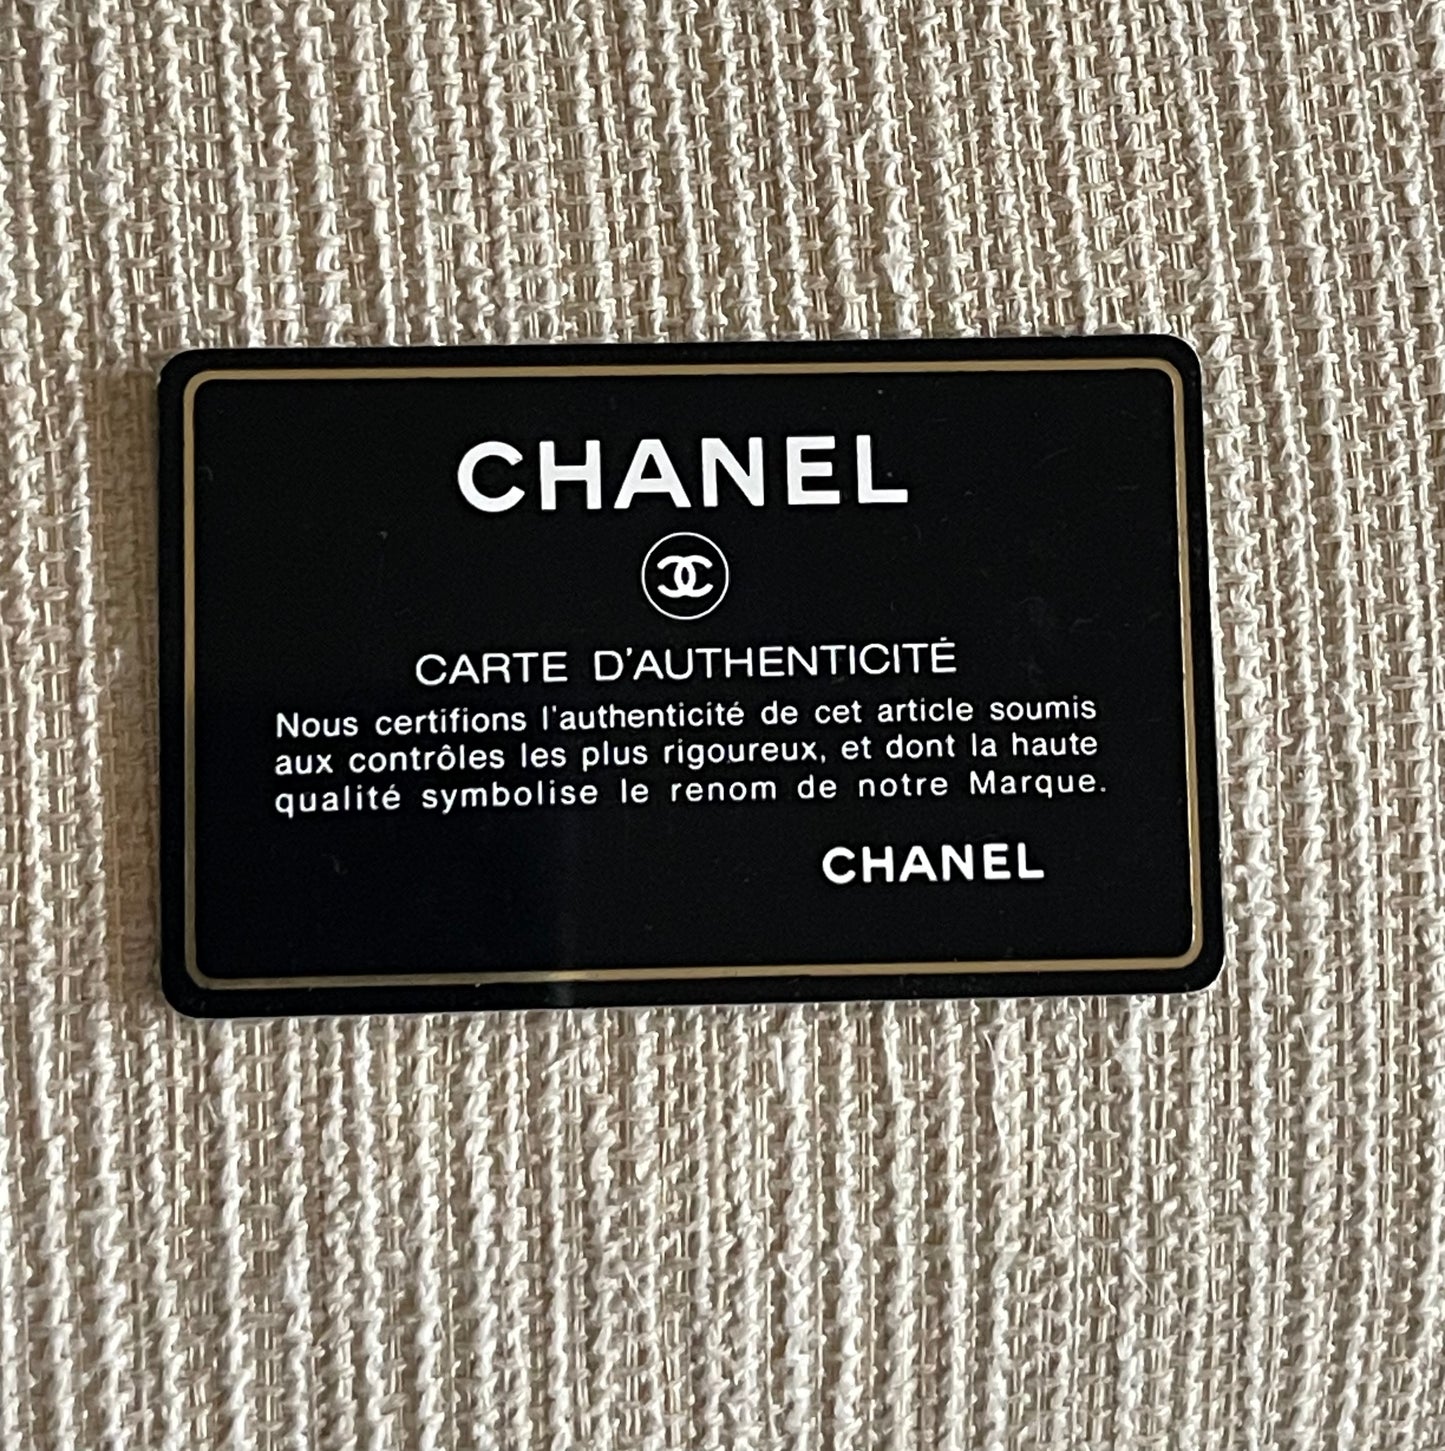 CHANEL
CARTE D'AUTHENTICITÉ
Nous certifions l'authenticité de cet article soumis
aux contrôles les plus rigoureux, et dont la haute
qualité symbolise le renom de notre Marque.
CHANEL